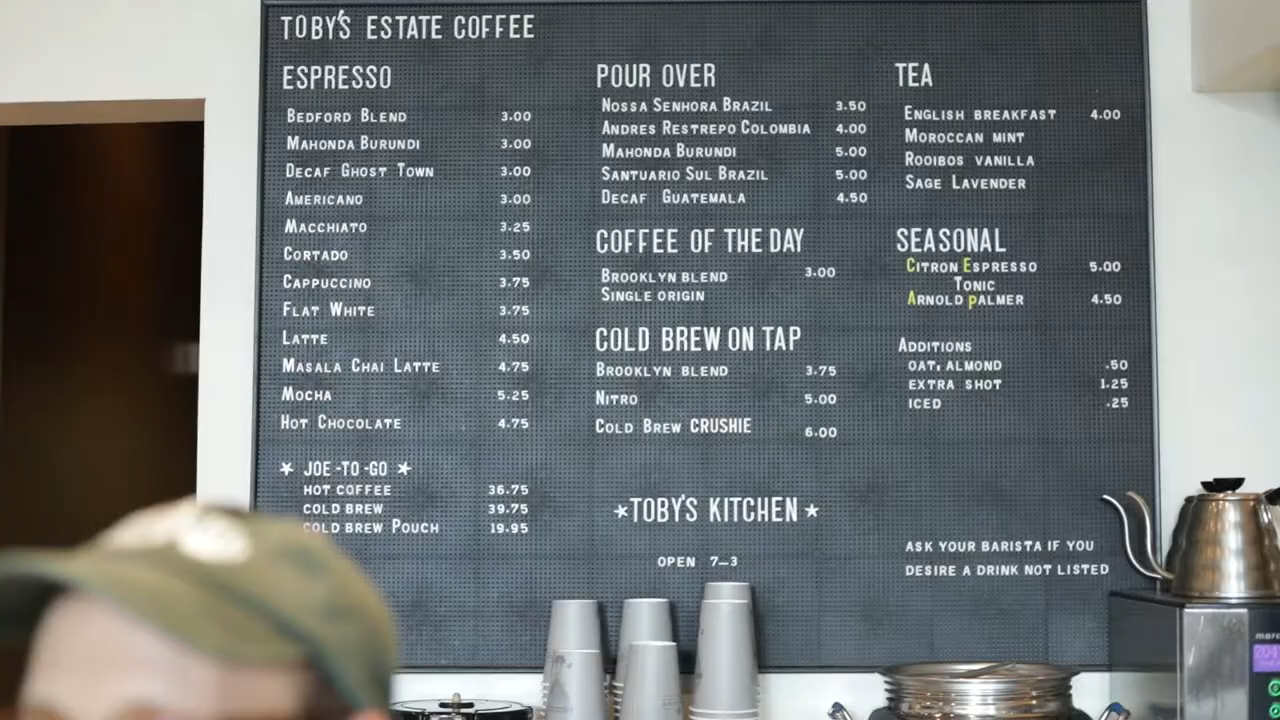 TOBY'S ESTATE COFFEE
ESPRESSO
BEDFORD BLEND 3.00
MAHONDA BURUNDI 3.00
DECAF GHOST TOWN 3.00
AMERICANO 3.00
MACCHIATO 3.25
CORTADO 3.50
CAPPUCCINO 3.75
FLAT WHITE 3.75
LATTE 4.50
MASALA CHAI LATTE 4.75
MOCHA 5.25
HOT CHOCOLATE 4.75
★ JOE-TO-GO ★
HOT COFFEE 36.75
COLD BREW 39.75
COLD BREW POUCH 19.95
POUR OVER
NOSSA SENHORA BRAZIL 3.50
ANDRES RESTREPO COLOMBIA 4.00
MAHONDA BURUNDI 5.00
SANTUARIO SUL BRAZIL 5.00
DECAF GUATEMALA 4.50
COFFEE OF THE DAY
BROOKLYN BLEND 3.00
SINGLE ORIGIN
COLD BREW ON TAP
BROOKLYN BLEND 3.75
NITRO 5.00
COLD BREW CRUSHIE 6.00
★TOBY'S KITCHEN★
OPEN 7-3
TEA
ENGLISH BREAKFAST 4.00
MOROCCAN MINT
ROOIBOS VANILLA
SAGE LAVENDER
SEASONAL
CITRON ESPRESSO 5.00
TONIC
ARNOLD PALMER 4.50
ADDITIONS
OAT, ALMOND .50
EXTRA SHOT 1.25
ICED .25
ASK YOUR BARISTA IF YOU
DESIRE A DRINK NOT LISTED
204